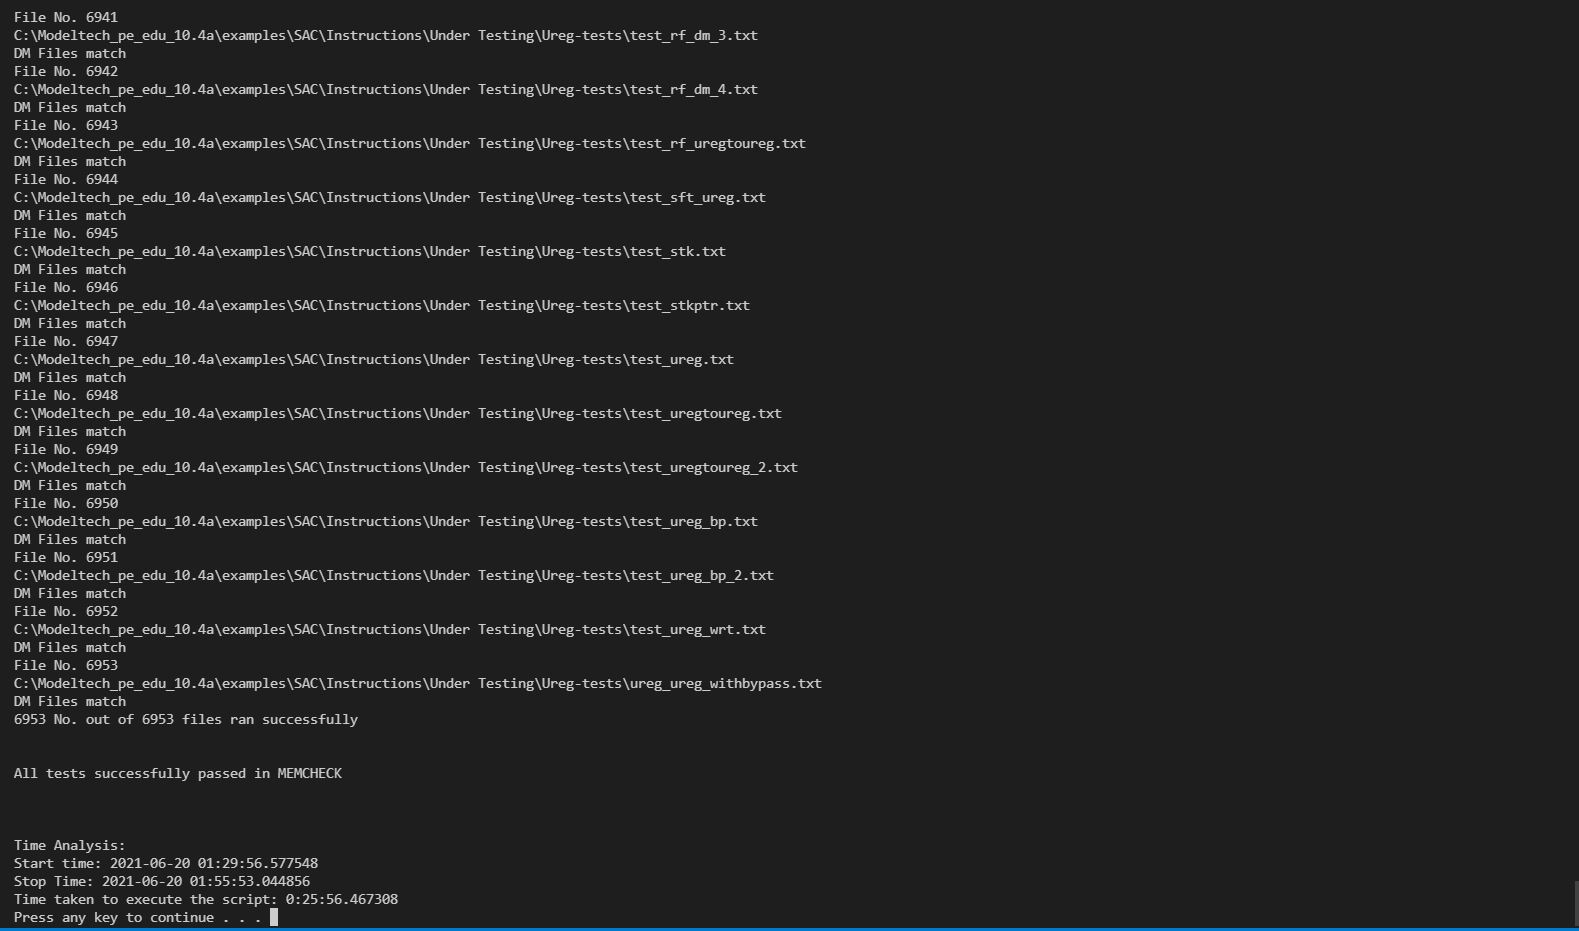 File No. 6941
C:\Modeltech_pe_edu_10.4a\examples\SAC\Instructions\Under Testing\Ureg-tests\test_rf_dm_3.txt
DM Files match
File No. 6942
C:\Modeltech_pe_edu_10.4a\examples\SAC\Instructions\Under Testing\Ureg-tests\test_rf_dm_4.txt
DM Files match
File No. 6943
C:\Modeltech_pe_edu_10.4a\examples\SAC\Instructions\Under Testing\Ureg-tests\test_rf_uregtoureg.txt
DM Files match
File No. 6944
C:\Modeltech_pe_edu_10.4a\examples\SAC\Instructions\Under Testing\Ureg-tests\test_sft_ureg.txt
DM Files match
File No. 6945
C:\Modeltech_pe_edu_10.4a\examples\SAC\Instructions\Under Testing\Ureg-tests\test_stk.txt
DM Files match
File No. 6946
C:\Modeltech_pe_edu_10.4a\examples\SAC\Instructions\Under Testing\Ureg-tests\test_stkptr.txt
DM Files match
File No. 6947
C:\Modeltech_pe_edu_10.4a\examples\SAC\Instructions\Under Testing\Ureg-tests\test_ureg.txt
DM Files match
File No. 6948
C:\Modeltech_pe_edu_10.4a\examples\SAC\Instructions\Under Testing\Ureg-tests\test_uregtoureg.txt
DM Files match
File No. 6949
C:\Modeltech_pe_edu_10.4a\examples\SAC\Instructions\Under Testing\Ureg-tests\test_uregtoureg_2.txt
DM Files match
File No. 6950
C:\Modeltech_pe_edu_10.4a\examples\SAC\Instructions\Under Testing\Ureg-tests\test_ureg_bp.txt
DM Files match
File No. 6951
C:\Modeltech_pe_edu_10.4a\examples\SAC\Instructions\Under Testing\Ureg-tests\test_ureg_bp_2.txt
DM Files match
File No. 6952
C:\Modeltech_pe_edu_10.4a\examples\SAC\Instructions\Under Testing\Ureg-tests\test_ureg_wrt.txt
DM Files match
File No. 6953
C:\Modeltech_pe_edu_10.4a\examples\SAC\Instructions\Under Testing\Ureg-tests\ureg_ureg_withbypass.txt
DM Files match
6953 No. out of 6953 files ran successfully
All tests successfully passed in MEMCHECK
Time Analysis:
Start time: 2021-06-20 01:29:56.577548
Stop Time: 2021-06-20 01:55:53.044856
Time taken to execute the script: 0:25:56.467308
Press any key to continue . . .